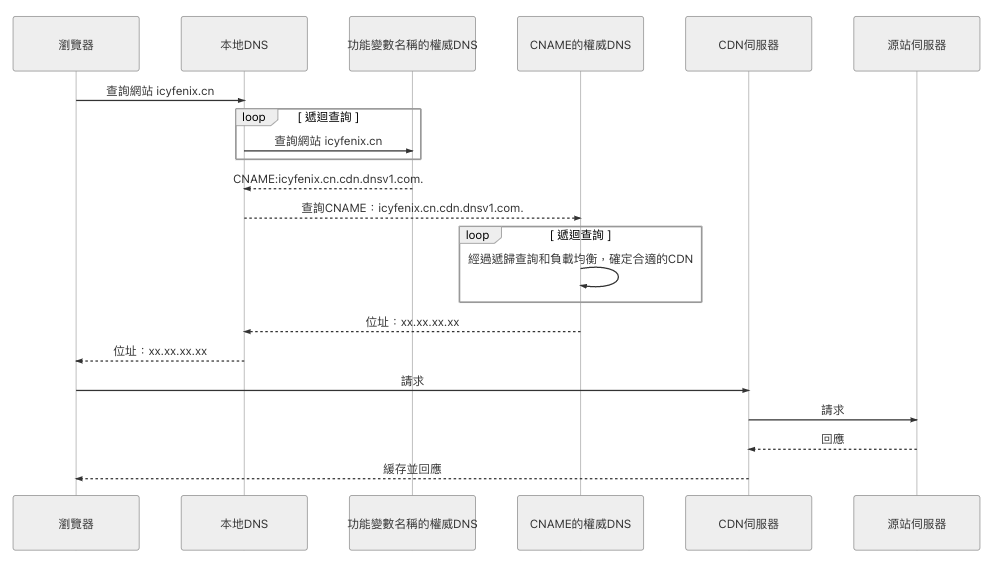 瀏覽器
本地DNS
功能變數名稱的權威DNS
CNAME的權威DNS
CDN伺服器
源站伺服器
查詢網站 icyfenix.cn
loop
[ 遞迴查詢 ]
查詢網站 icyfenix.cn
CNAME:icyfenix.cn.cdn.dnsv1.com.
查詢CNAME：icyfenix.cn.cdn.dnsv1.com.
loop
[ 遞迴查詢 ]
經過遞歸查詢和負載均衡，確定合適的CDN
位址：xx.xx.xx.xx
位址：xx.xx.xx.xx
請求
請求
回應
緩存並回應
瀏覽器
本地DNS
功能變數名稱的權威DNS
CNAME的權威DNS
CDN伺服器
源站伺服器